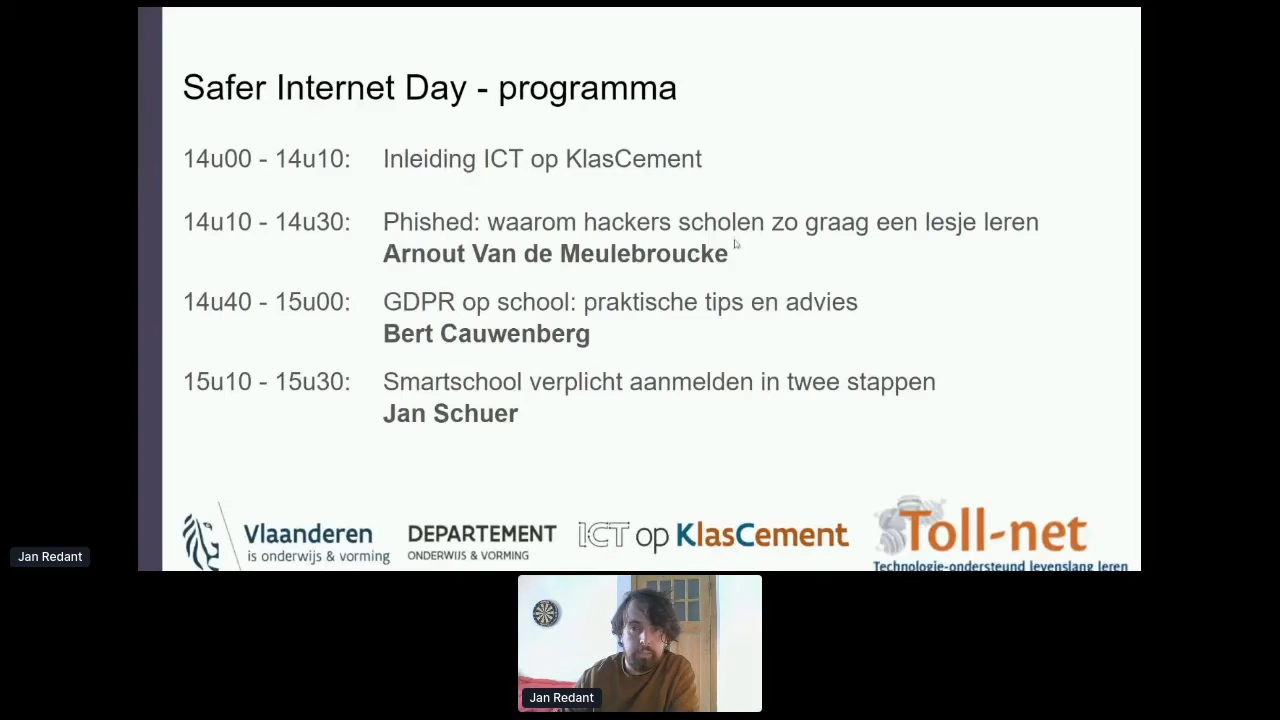 Safer Internet Day - programma
14u00 - 14u10: Inleiding ICT op KlasCement
14u10 - 14u30: Phished: waarom hackers scholen zo graag een lesje leren
Arnout Van de Meulebroucke
14u40 - 15u00: GDPR op school: praktische tips en advies
Bert Cauwenberg
15u10 - 15u30: Smartschool verplicht aanmelden in twee stappen
Jan Schuer
Vlaanderen
is onderwijs & vorming
DEPARTEMENT
ONDERWIJS & VORMING
ICT op KlasCement
Toll-net
Technologie-ondersteund levenslang leren
Jan Redant
Jan Redant